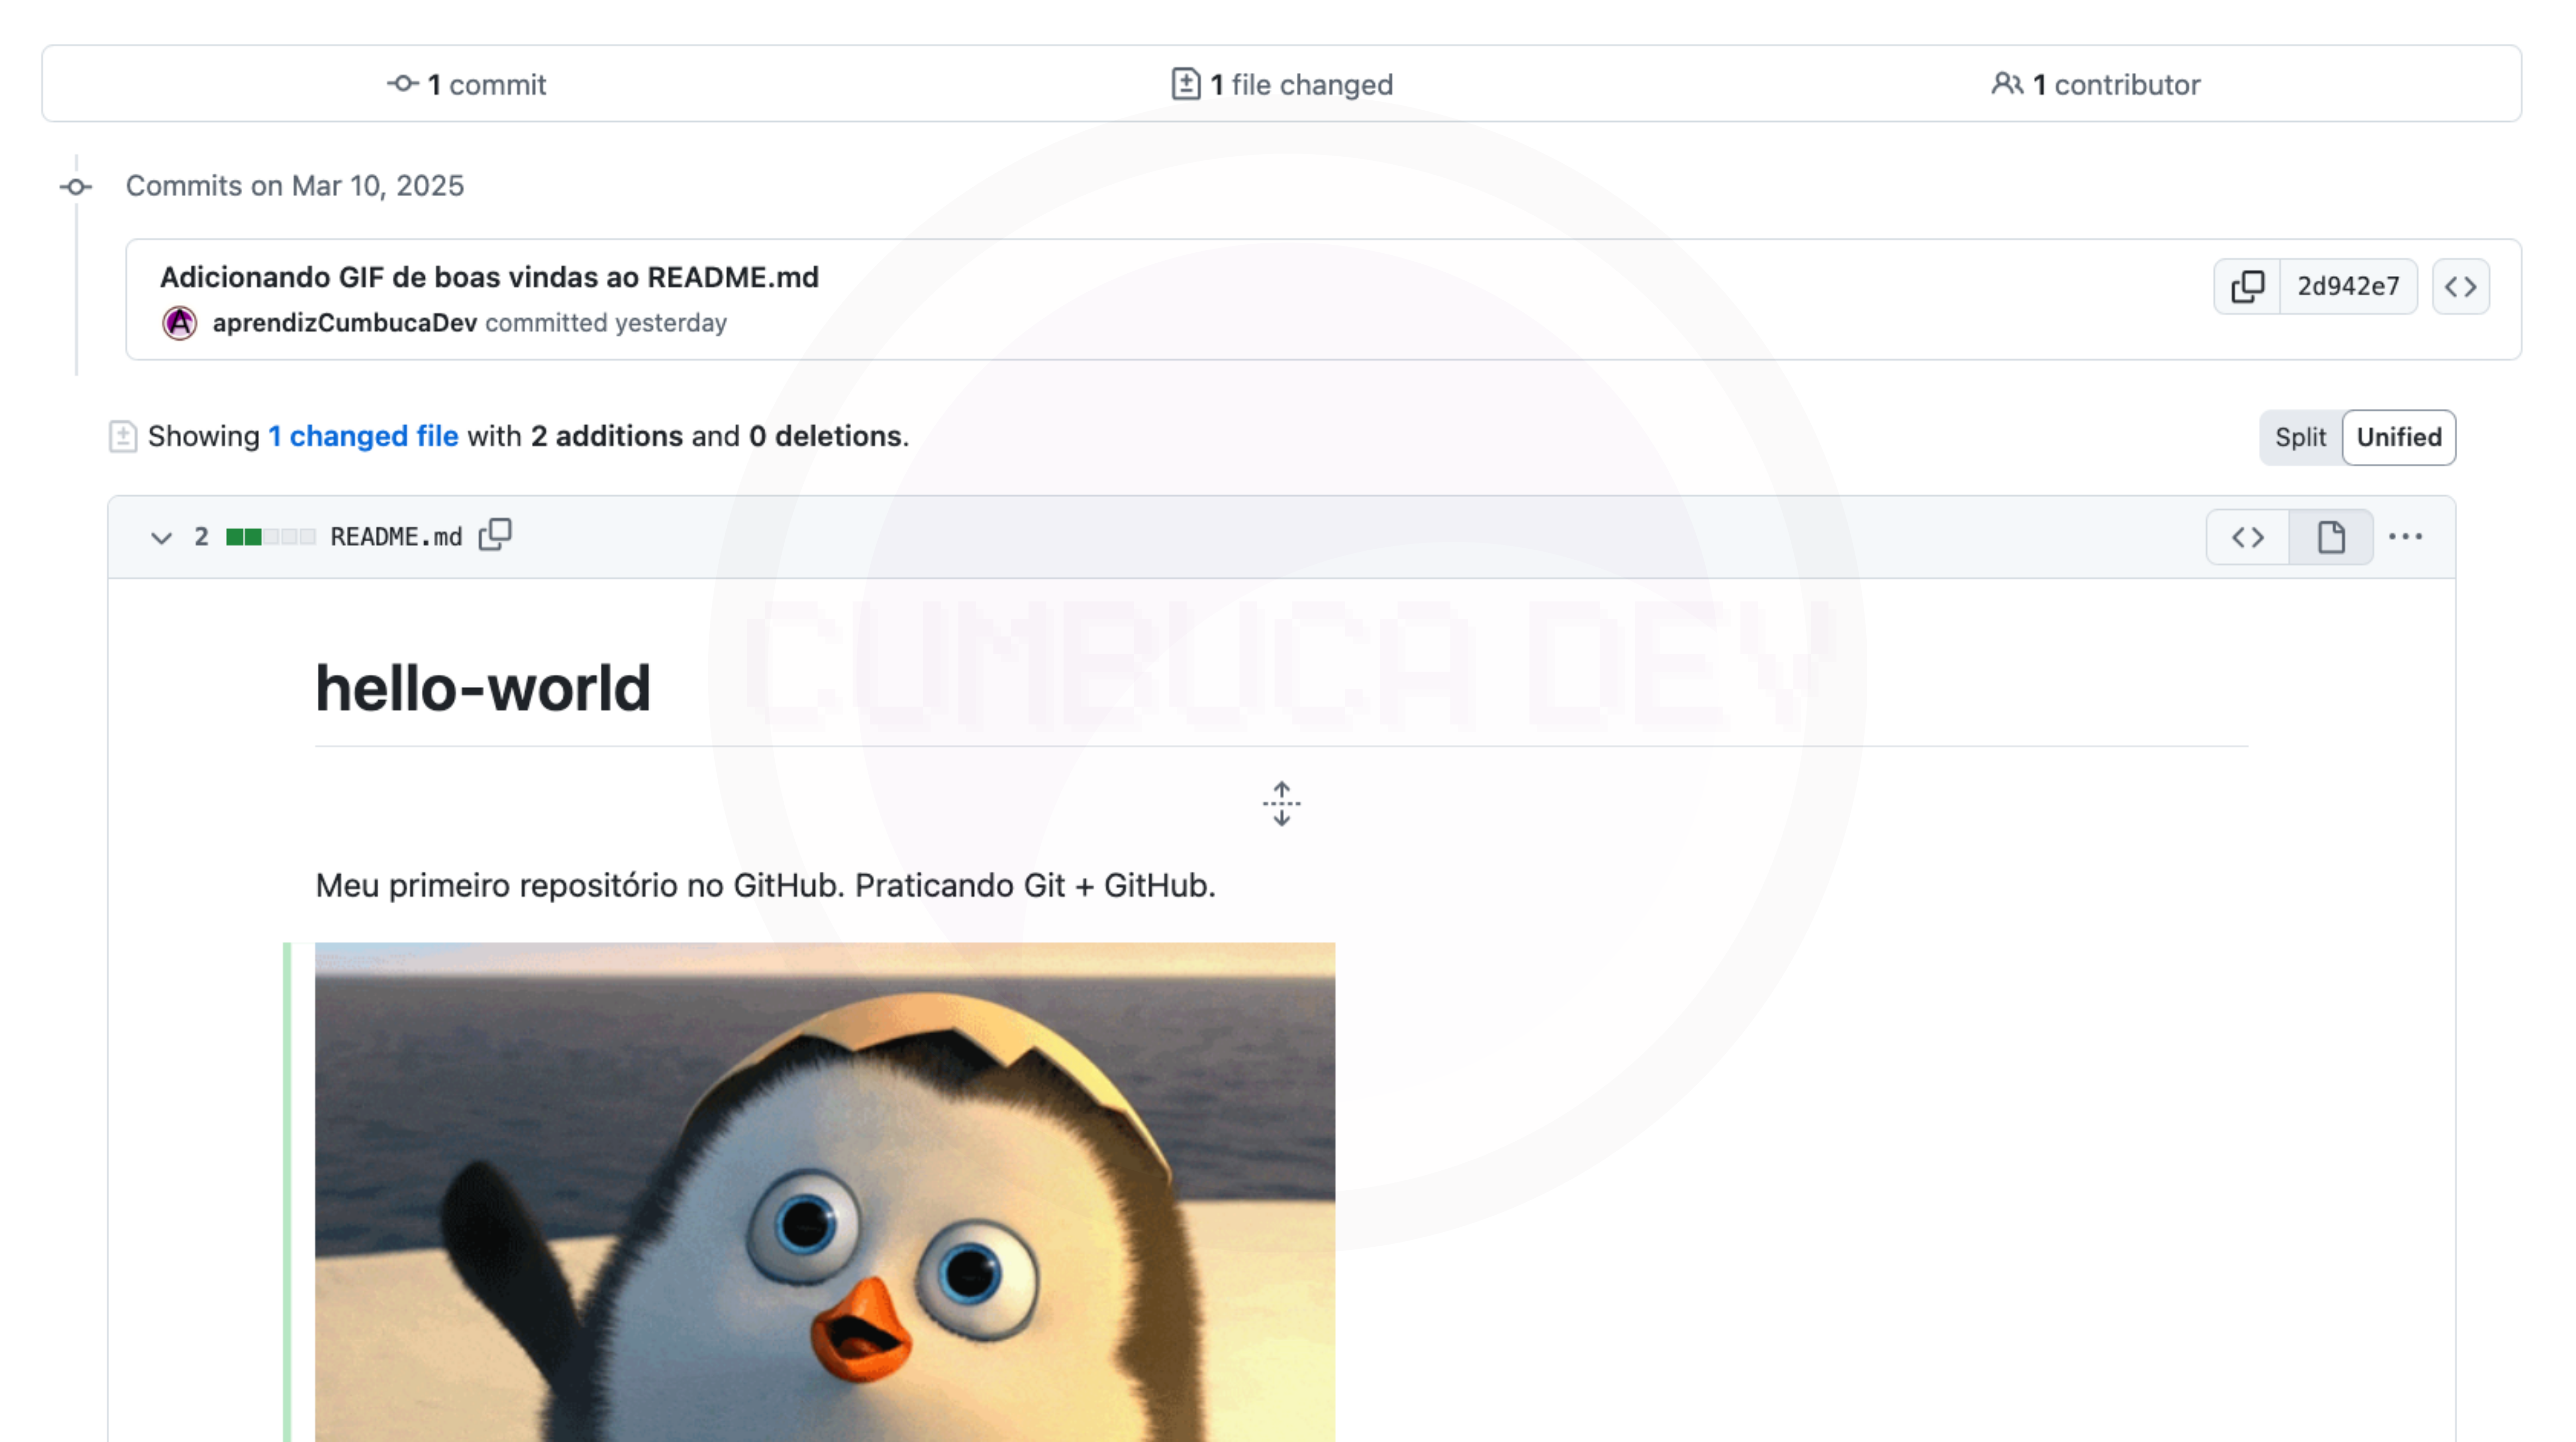 1 commit
1 file changed
1 contributor
Commits on Mar 10, 2025
Adicionando GIF de boas vindas ao README.md
2d942e7
aprendizCumbucaDev committed yesterday
Showing 1 changed file with 2 additions and 0 deletions.
Split
Unified
2
README.md
CUMBUCA DEV
hello-world
Meu primeiro repositório no GitHub. Praticando Git + GitHub.